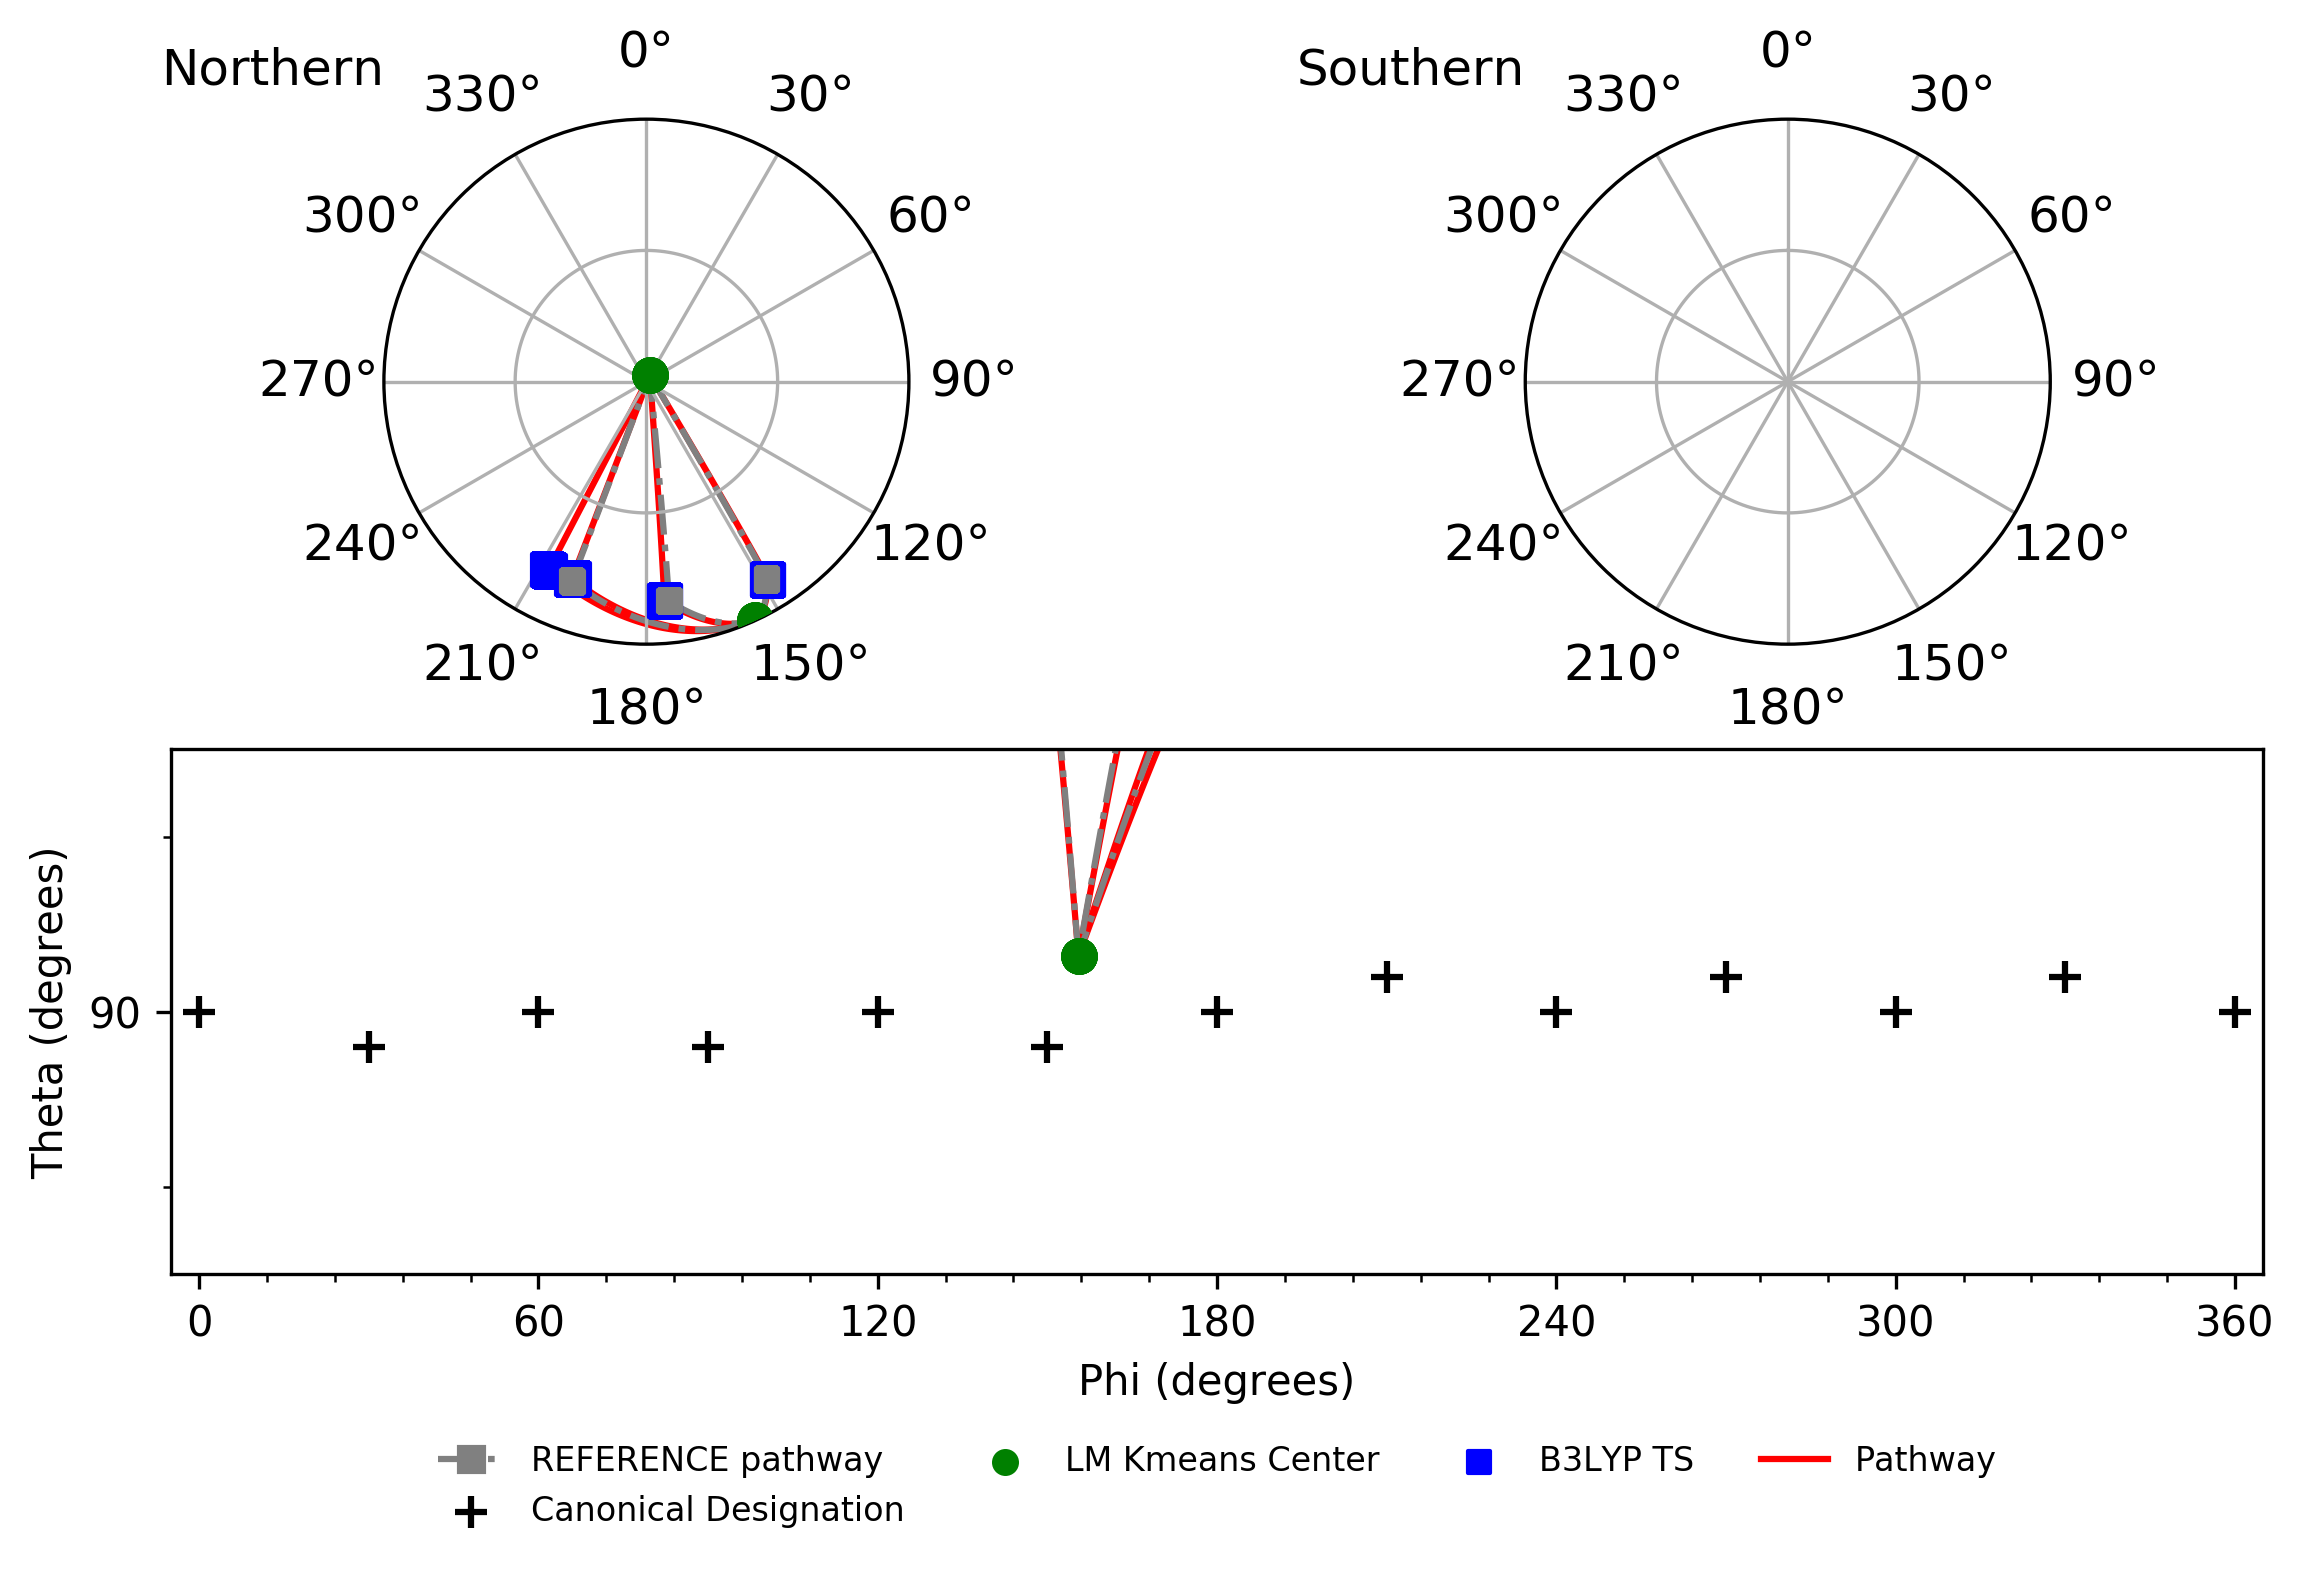 Northern
0°
330°
30°
300°
60°
270°
90°
240°
120°
210°
150°
180°
Southern
0°
330°
30°
300°
60°
270°
90°
240°
120°
210°
150°
180°
Theta (degrees)
90
0 60 120 180 240 300 360
Phi (degrees)
REFERENCE pathway
Canonical Designation
LM Kmeans Center
B3LYP TS
Pathway